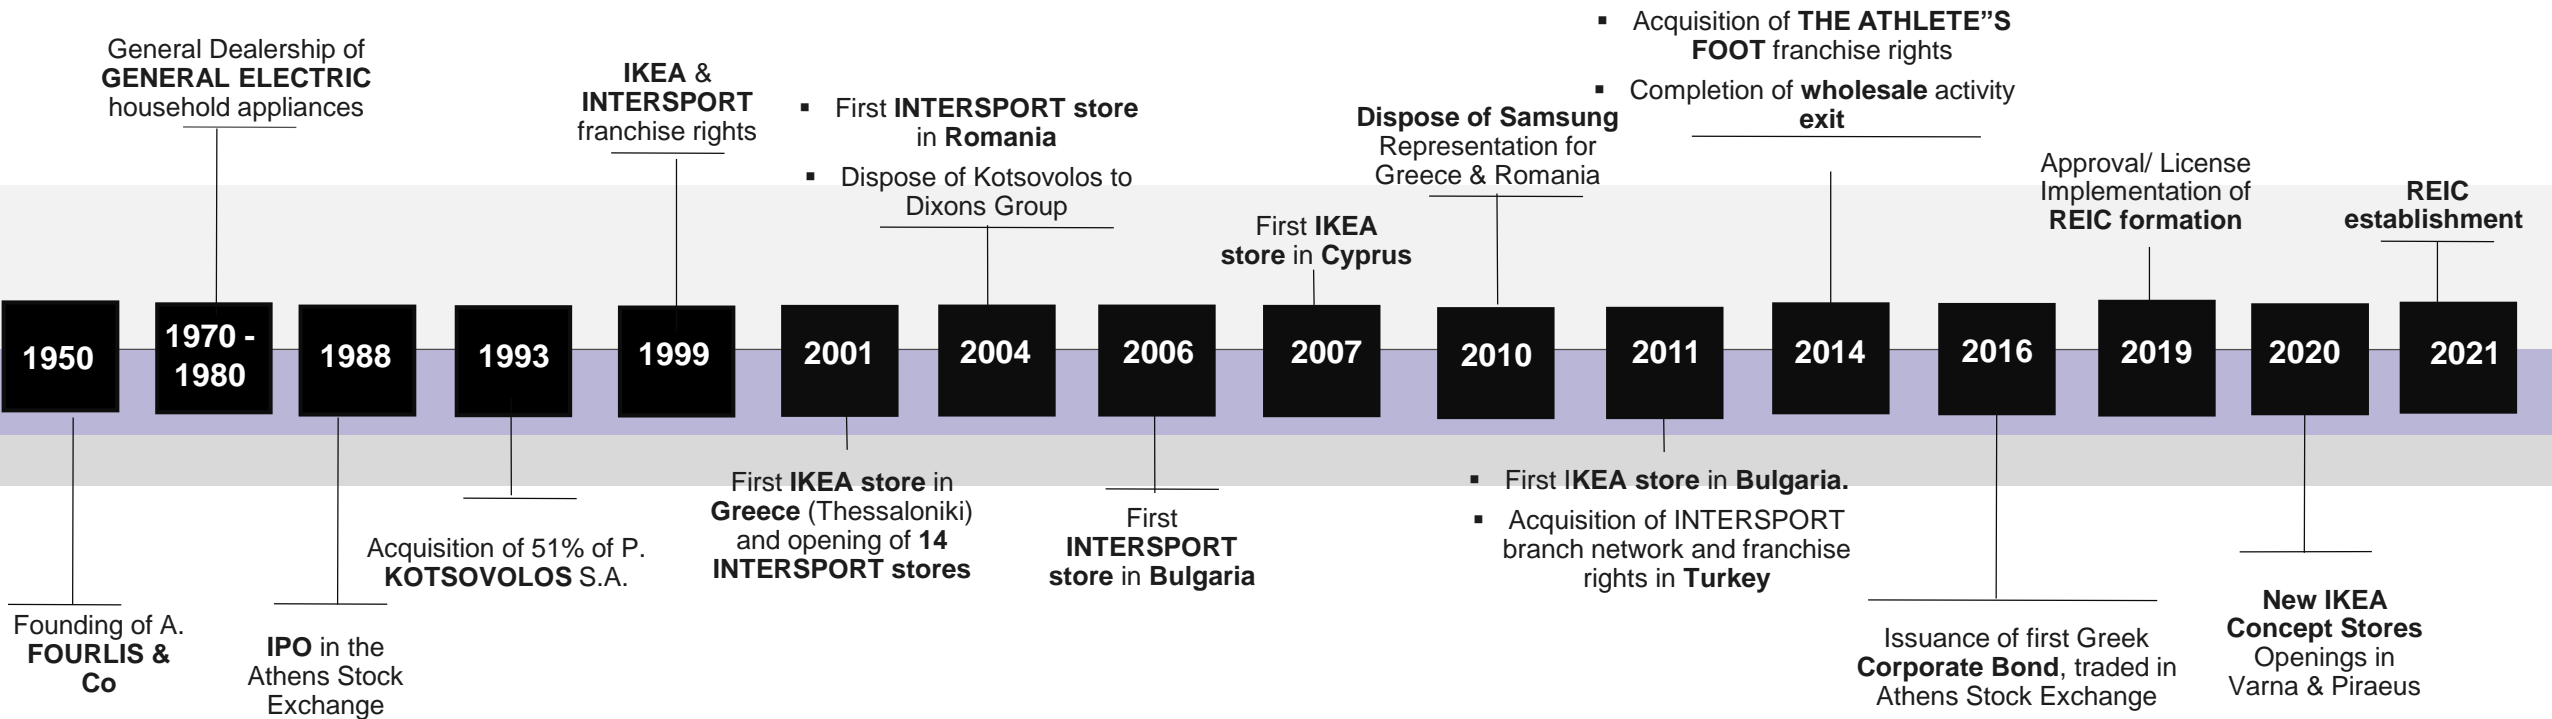 General Dealership of
GENERAL ELECTRIC
household appliances
IKEA &
INTERSPORT
franchise rights
▪ First INTERSPORT store
in Romania
▪ Dispose of Kotsovolos to
Dixons Group
First IKEA
store in Cyprus
Dispose of Samsung
Representation for
Greece & Romania
▪ Acquisition of THE ATHLETE”S
FOOT franchise rights
▪ Completion of wholesale activity
exit
Approval/ License
Implementation of
REIC formation
REIC
establishment
1950
1970 -
1980
1988
1993
1999
2001
2004
2006
2007
2010
2011
2014
2016
2019
2020
2021
Founding of A.
FOURLIS &
Co
IPO in the
Athens Stock
Exchange
Acquisition of 51% of P.
KOTSOVOLOS S.A.
First IKEA store in
Greece (Thessaloniki)
and opening of 14
INTERSPORT stores
First
INTERSPORT
store in Bulgaria
▪ First IKEA store in Bulgaria.
▪ Acquisition of INTERSPORT
branch network and franchise
rights in Turkey
Issuance of first Greek
Corporate Bond, traded in
Athens Stock Exchange
New IKEA
Concept Stores
Openings in
Varna & Piraeus